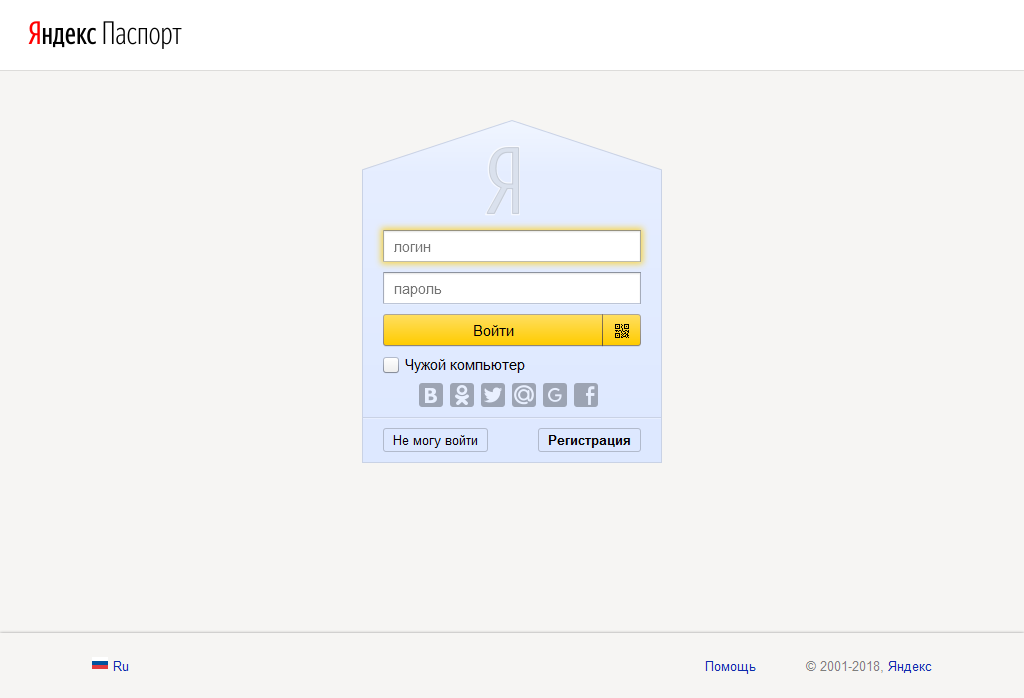 Яндекс Паспорт
Я
логин
пароль
Войти
Чужой компьютер
Не могу войти
Регистрация
Ru
Помощь
© 2001-2018, Яндекс